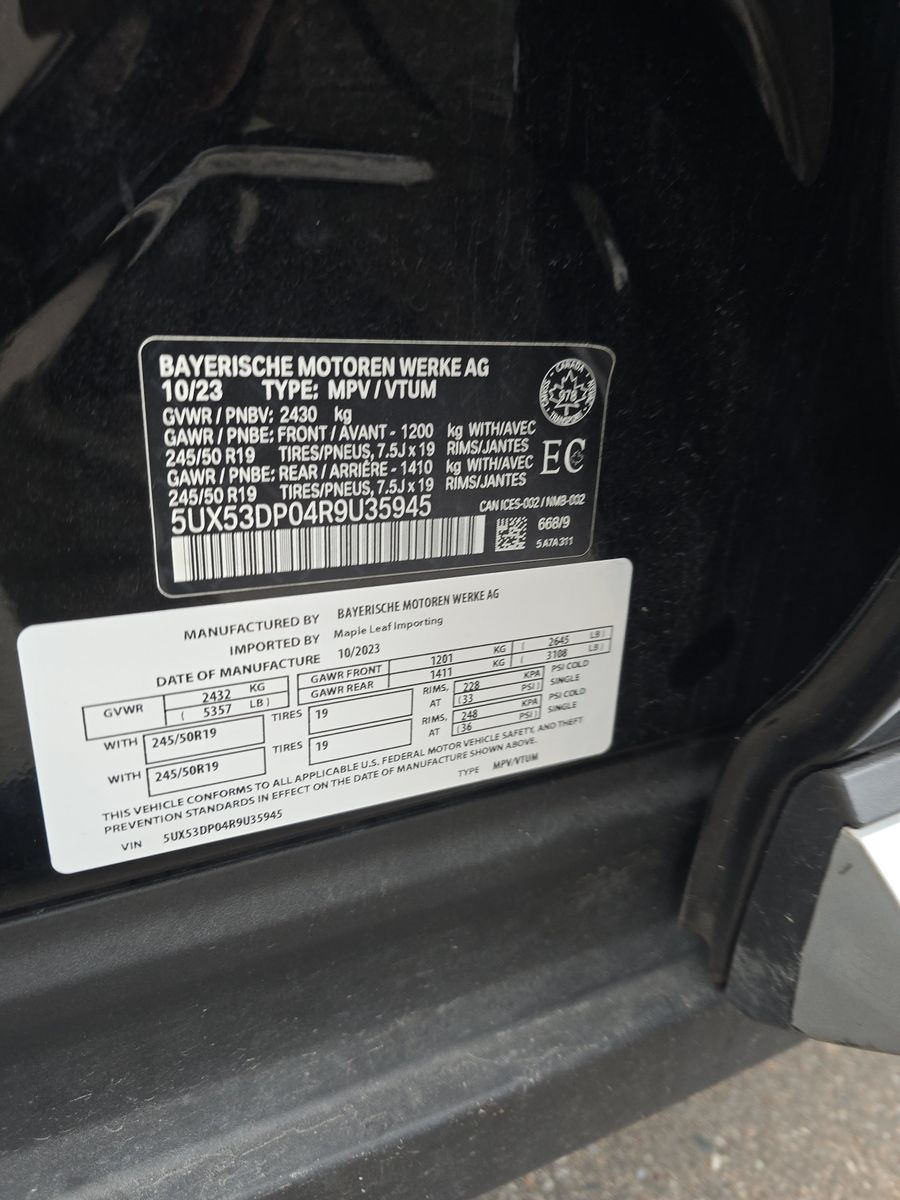 BAYERISCHE MOTOREN WERKE AG
10/23 TYPE: MPV / VTUM
GVWR / PNBV: 2430 kg
GAWR / PNBE: FRONT / AVANT - 1200 kg WITH/AVEC
245/50 R19 TIRES/PNEUS, 7.5J x 19 RIMS/JANTES
GAWR / PNBE: REAR / ARRIÈRE - 1410 kg WITH/AVEC
245/50 R19 TIRES/PNEUS, 7.5J x 19 RIMS/JANTES
CANADA
978
TRANSPORT
EC
5UX53DP04R9U35945
CAN ICES-002 / NMB-002
668/9
5A7A311
MANUFACTURED BY BAYERISCHE MOTOREN WERKE AG
IMPORTED BY Maple Leaf Importing
DATE OF MANUFACTURE 10/2023
GVWR 2432 KG
( 5357 LB )
GAWR FRONT 1201 KG ( 2645 LB )
GAWR REAR 1411 KG ( 3108 LB )
WITH 245/50R19 TIRES 19 RIMS, AT 228 KPA (33 PSI) PSI COLD SINGLE
WITH 245/50R19 TIRES 19 RIMS, AT 248 KPA (36 PSI) PSI COLD SINGLE
THIS VEHICLE CONFORMS TO ALL APPLICABLE U.S. FEDERAL MOTOR VEHICLE SAFETY, AND THEFT
PREVENTION STANDARDS IN EFFECT ON THE DATE OF MANUFACTURE SHOWN ABOVE.
VIN 5UX53DP04R9U35945 TYPE MPV/VTUM